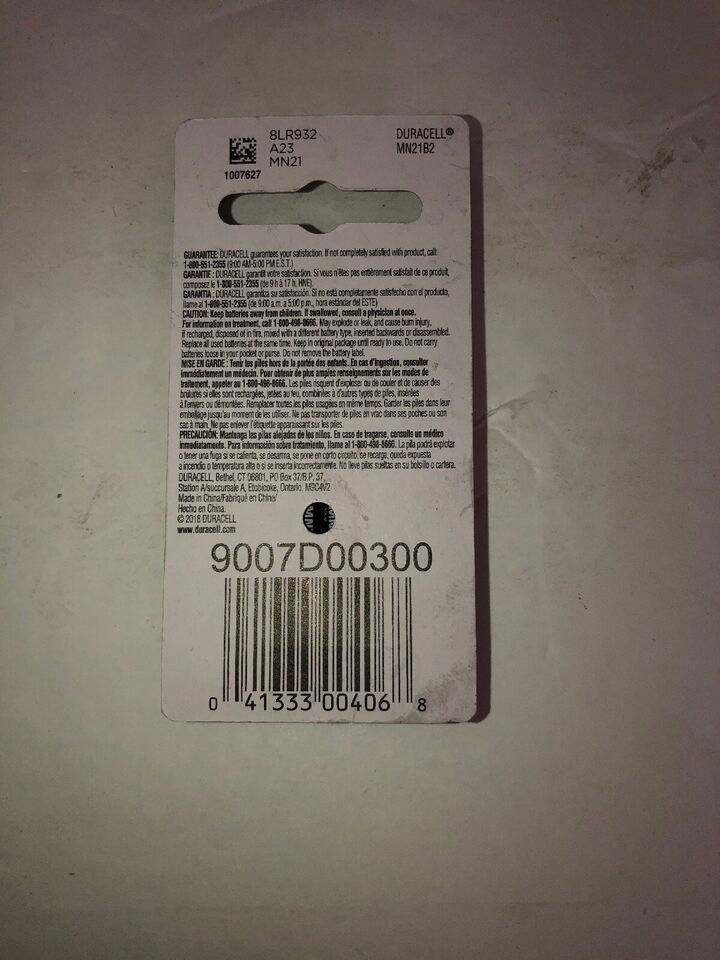 8LR932
A23
MN21
1007627
DURACELL®
MN21B2
GUARANTEE: DURACELL guarantees your satisfaction. If not completely satisfied with product, call:
1-800-551-2355 (9:00 AM-5:00 PM E.S.T.)
GARANTIE : DURACELL garantit votre satisfaction. Si vous n'êtes pas entièrement satisfait de ce produit,
composez le 1-800-551-2355 (de 9 h à 17 h, HNE).
GARANTÍA : DURACELL garantiza su satisfacción. Si no está completamente satisfecho con el producto,
llame al 1-800-551-2355 (de 9:00 a.m. a 5:00 p.m., hora estándar del ESTE)
CAUTION: Keep batteries away from children. If swallowed, consult a physician at once.
For information on treatment, call 1-800-498-8666. May explode or leak, and cause burn injury,
if recharged, disposed of in fire, mixed with a different battery type, inserted backwards or disassembled.
Replace all used batteries at the same time. Keep in original package until ready to use. Do not carry
batteries loose in your pocket or purse. Do not remove the battery label.
MISE EN GARDE : Tenir les piles hors de la portée des enfants. En cas d'ingestion, consulter
immédiatement un médecin. Pour obtenir de plus amples renseignements sur les modes de
traitement, appeler au 1-800-498-8666. Les piles risquent d'exploser ou de couler et de causer des
brûlures si elles sont rechargées, jetées au feu, combinées à d'autres types de piles, insérées
à l'envers ou démontées. Remplacer toutes les piles usagées en même temps. Garder les piles dans leur
emballage jusqu'au moment de les utiliser. Ne pas transporter de piles en vrac dans ses poches ou son
sac à main. Ne pas enlever l'étiquette apparaissant sur les piles.
PRECAUCIÓN: Mantenga las pilas alejadas de los niños. En caso de tragarse, consulte un médico
inmediatamente. Para información sobre tratamiento, llame al 1-800-498-8666. La pila podrá explotar
o tener una fuga si se calienta, se desarma, se pone en corto circuito, se recarga, queda expuesta
a incendio o temperatura alta o si se inserta incorrectamente. No lleve pilas sueltas en su bolsillo o cartera.
DURACELL, Bethel, CT 06801, PO Box 37/B.P. 37,
Station A/succursale A, Etobicoke, Ontario, M9C4V2
Made in China/Fabriqué en Chine/
Hecho en China.
© 2018 DURACELL
www.duracell.com
9007D00300
0 41333 00406 8